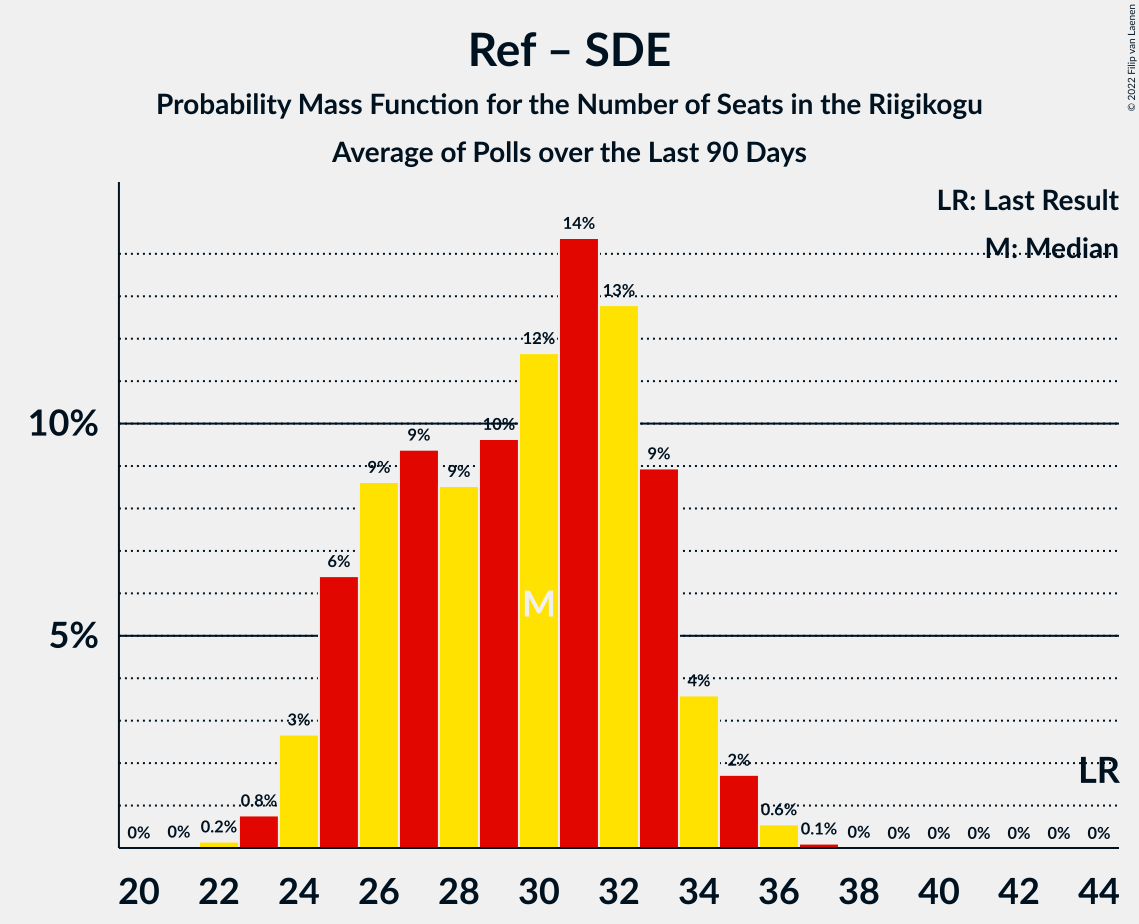 Ref – SDE
Probability Mass Function for the Number of Seats in the Riigikogu
Average of Polls over the Last 90 Days
© 2022 Filip van Laenen
LR: Last Result
M: Median
10%
5%
0% 0% 0.2% 0.8% 3% 6% 9% 9% 9% 10% 12% 14% 13% 9% 4% 2% 0.6% 0.1% 0% 0% 0% 0% 0% 0% 0%
M
LR
20 22 24 26 28 30 32 34 36 38 40 42 44